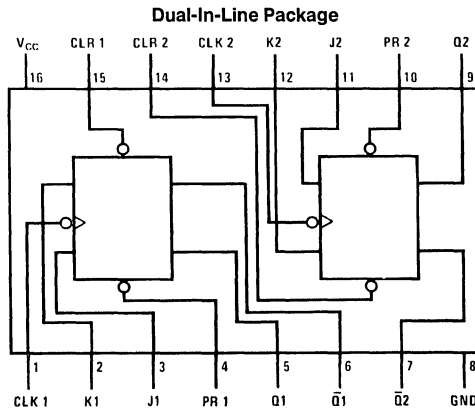 Dual-In-Line Package
VCC CLR 1 CLR 2 CLK 2 K2 J2 PR 2 Q2
16 15 14 13 12 11 10 9
1 2 3 4 5 6 7 8
CLK 1 K1 J1 PR 1 Q1 Q̅1 Q̅2 GND